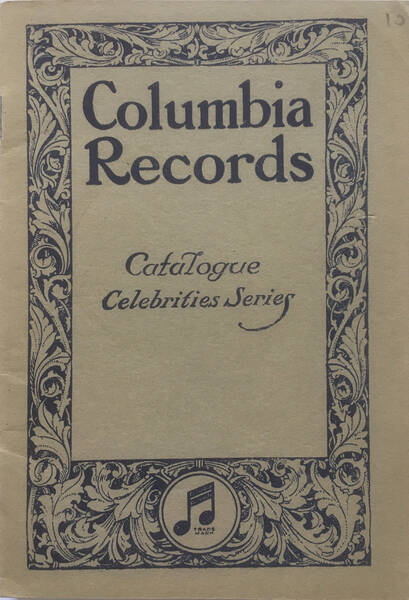 Columbia
Records
Catalogue
Celebrities Series
TRADE
MARK